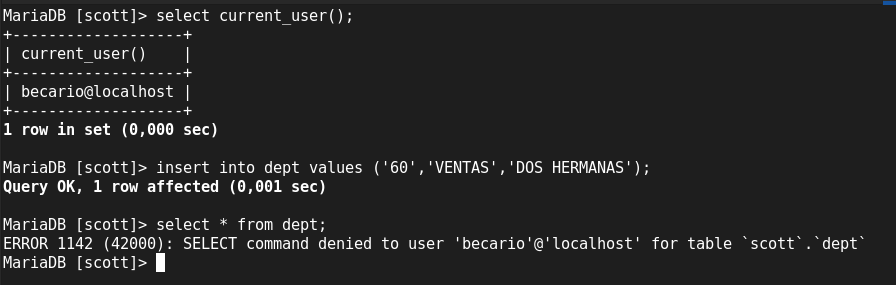 MariaDB [scott]> select current_user();
+-------------------+
| current_user()    |
+-------------------+
| becario@localhost |
+-------------------+
1 row in set (0,000 sec)

MariaDB [scott]> insert into dept values ('60','VENTAS','DOS HERMANAS');
Query OK, 1 row affected (0,001 sec)

MariaDB [scott]> select * from dept;
ERROR 1142 (42000): SELECT command denied to user 'becario'@'localhost' for table `scott`.`dept`
MariaDB [scott]>